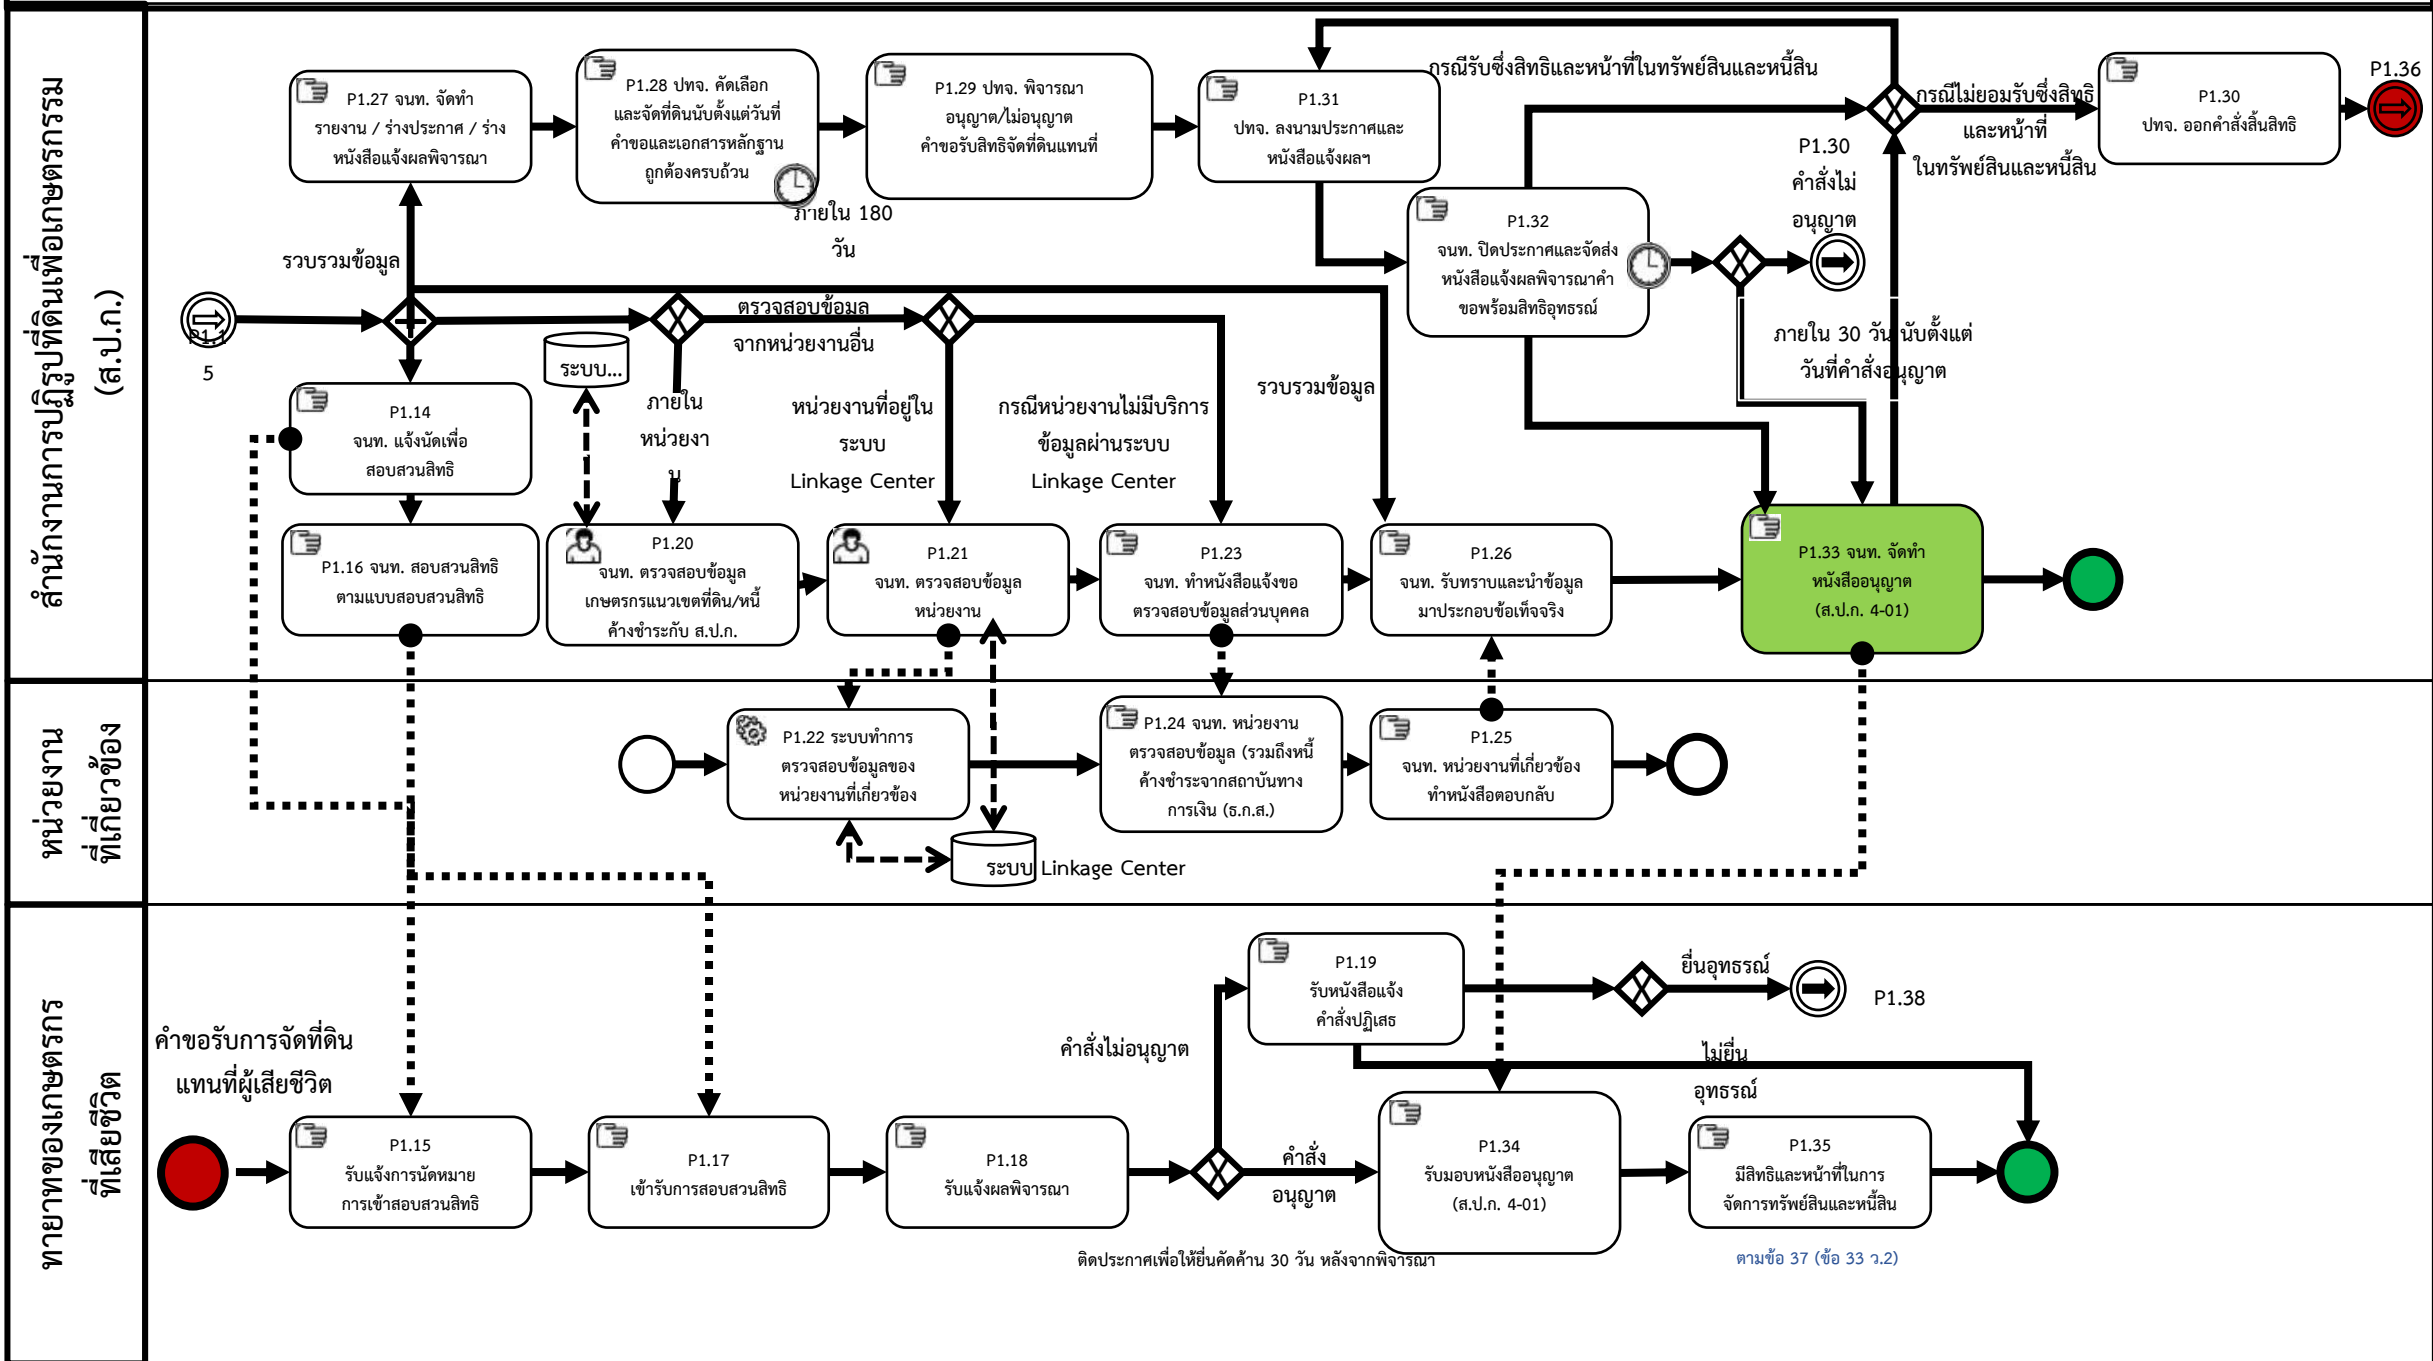 สำนักงานการปฏิรูปที่ดินเพื่อเกษตรกรรม
(ส.ป.ก.)
P1.27 จนท. จัดทำ
รายงาน / ร่างประกาศ / ร่าง
หนังสือแจ้งผลพิจารณา
P1.28 ปทจ. คัดเลือก
และจัดที่ดินนับตั้งแต่วันที่
คำขอและเอกสารหลักฐาน
ถูกต้องครบถ้วน
ภายใน 180
วัน
P1.29 ปทจ. พิจารณา
อนุญาต/ไม่อนุญาต
คำขอรับสิทธิจัดที่ดินแทนที่
P1.31
ปทจ. ลงนามประกาศและ
หนังสือแจ้งผลฯ
กรณีรับซึ่งสิทธิและหน้าที่ในทรัพย์สินและหนี้สิน
กรณีไม่ยอมรับซึ่งสิทธิ
และหน้าที่
ในทรัพย์สินและหนี้สิน
P1.30
ปทจ. ออกคำสั่งสิ้นสิทธิ
P1.36
P1.32
จนท. ปิดประกาศและจัดส่ง
หนังสือแจ้งผลพิจารณาคำ
ขอพร้อมสิทธิอุทธรณ์
P1.30
คำสั่งไม่
อนุญาต
ภายใน 30 วัน นับตั้งแต่
วันที่คำสั่งอนุญาต
รวบรวมข้อมูล
P1.1
5
ตรวจสอบข้อมูล
จากหน่วยงานอื่น
ระบบ...
ภายใน
หน่วยงา
น
หน่วยงานที่อยู่ใน
ระบบ
Linkage Center
กรณีหน่วยงานไม่มีบริการ
ข้อมูลผ่านระบบ
Linkage Center
รวบรวมข้อมูล
P1.14
จนท. แจ้งนัดเพื่อ
สอบสวนสิทธิ
P1.16 จนท. สอบสวนสิทธิ
ตามแบบสอบสวนสิทธิ
P1.20
จนท. ตรวจสอบข้อมูล
เกษตรกรแนวเขตที่ดิน/หนี้
ค้างชำระกับ ส.ป.ก.
P1.21
จนท. ตรวจสอบข้อมูล
หน่วยงาน
P1.23
จนท. ทำหนังสือแจ้งขอ
ตรวจสอบข้อมูลส่วนบุคคล
P1.26
จนท. รับทราบและนำข้อมูล
มาประกอบข้อเท็จจริง
P1.33 จนท. จัดทำ
หนังสืออนุญาต
(ส.ป.ก. 4-01)
หน่วยงาน
ที่เกี่ยวข้อง
P1.22 ระบบทำการ
ตรวจสอบข้อมูลของ
หน่วยงานที่เกี่ยวข้อง
P1.24 จนท. หน่วยงาน
ตรวจสอบข้อมูล (รวมถึงหนี้
ค้างชำระจากสถาบันทาง
การเงิน (ธ.ก.ส.)
P1.25
จนท. หน่วยงานที่เกี่ยวข้อง
ทำหนังสือตอบกลับ
ระบบ Linkage Center
ทายาทของเกษตรกร
ที่เสียชีวิต
คำขอรับการจัดที่ดิน
แทนที่ผู้เสียชีวิต
P1.15
รับแจ้งการนัดหมาย
การเข้าสอบสวนสิทธิ
P1.17
เข้ารับการสอบสวนสิทธิ
P1.18
รับแจ้งผลพิจารณา
คำสั่งไม่อนุญาต
P1.19
รับหนังสือแจ้ง
คำสั่งปฏิเสธ
ยื่นอุทธรณ์
P1.38
ไม่ยื่น
อุทธรณ์
คำสั่ง
อนุญาต
P1.34
รับมอบหนังสืออนุญาต
(ส.ป.ก. 4-01)
P1.35
มีสิทธิและหน้าที่ในการ
จัดการทรัพย์สินและหนี้สิน
ติดประกาศเพื่อให้ยื่นคัดค้าน 30 วัน หลังจากพิจารณา
ตามข้อ 37 (ข้อ 33 ว.2)